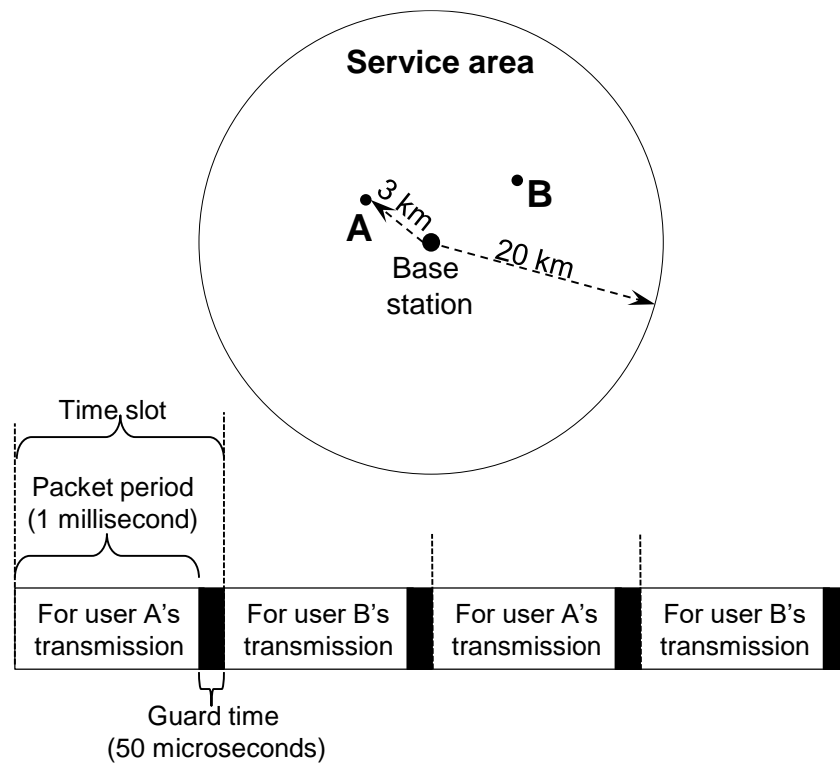 Service area
3 km
A
B
Base
station
20 km
Time slot
Packet period
(1 millisecond)
For user A's
transmission
For user B's
transmission
For user A's
transmission
For user B's
transmission
Guard time
(50 microseconds)